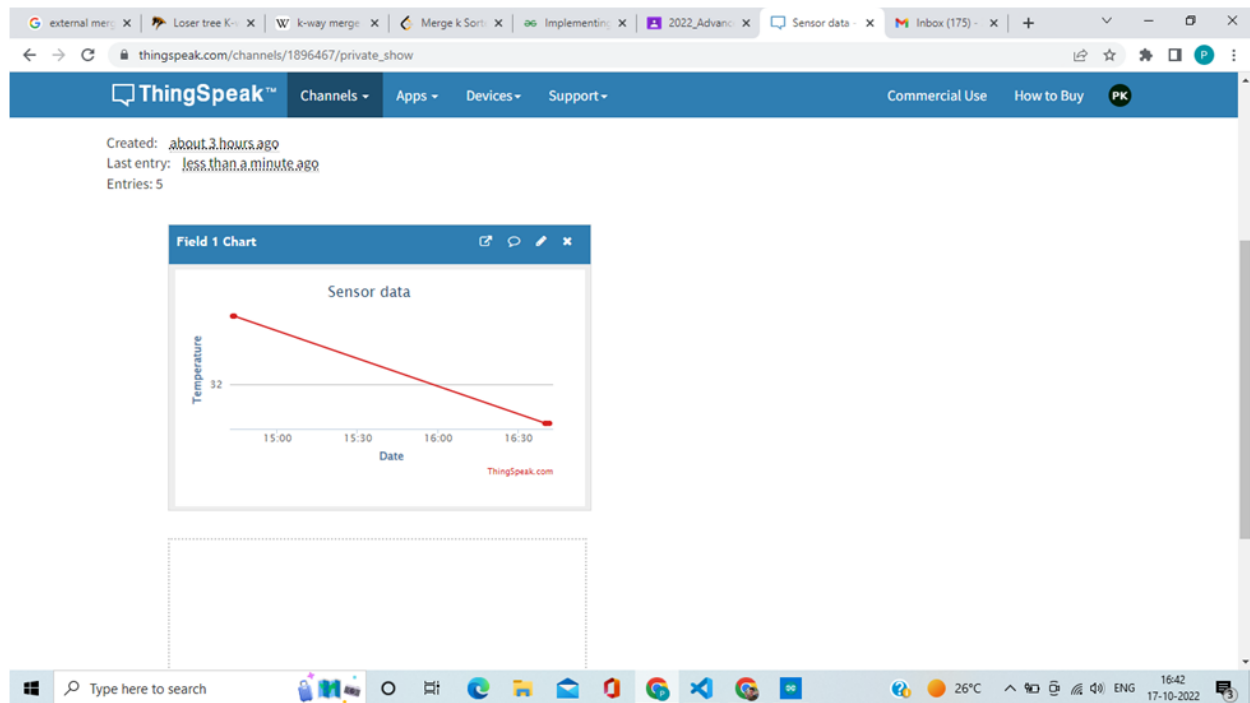 external merg
Loser tree K-w
k-way merge
Merge k Sorte
Implementing
2022_Advanc
Sensor data -
Inbox (175) -
thingspeak.com/channels/1896467/private_show
ThingSpeak™ Channels Apps Devices Support Commercial Use How to Buy PK
Created: about 3 hours ago
Last entry: less than a minute ago
Entries: 5
Field 1 Chart
Sensor data
Temperature
32
15:00 15:30 16:00 16:30
Date
ThingSpeak.com
Type here to search
26°C ENG 16:42
17-10-2022
3